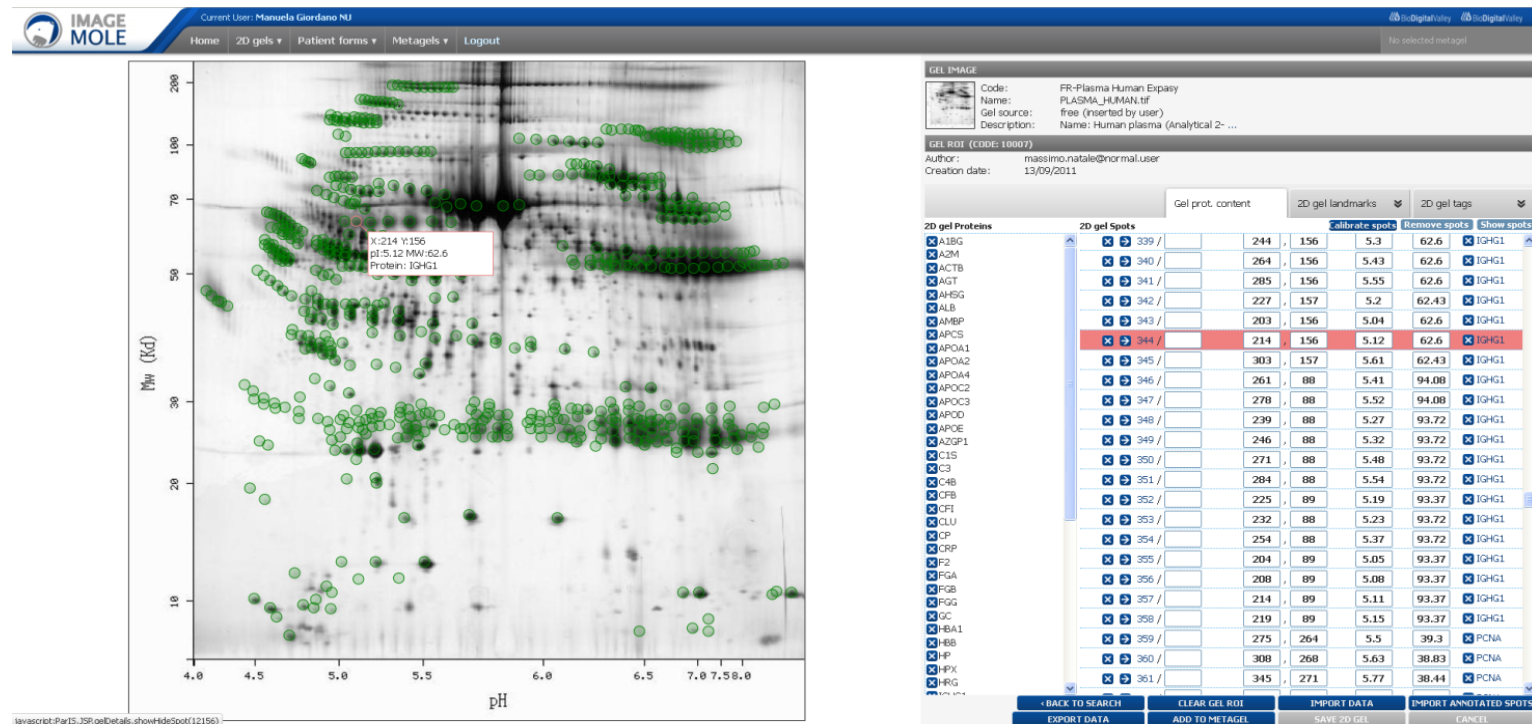 IMAGE MOLE
Current User: Manuela Giordano NU
BioDigitalValley BioDigitalValley
Home 2D gels ▾ Patient forms ▾ Metagels ▾ Logout
No selected metagel
GEL IMAGE
Code: FR-Plasma Human Expasy
Name: PLASMA_HUMAN.tif
Gel source: free (inserted by user)
Description: Name: Human plasma (Analytical 2- ...
GEL ROI (CODE: 10007)
Author: massimo.natale@normal.user
Creation date: 13/09/2011
Gel prot. content 2D gel landmarks 2D gel tags
2D gel Proteins
2D gel Spots Calibrate spots Remove spots Show spots
A1BG
A2M
ACTB
AGT
AHSG
ALB
AMBP
APCS
APOA1
APOA2
APOA4
APOC2
APOC3
APOD
APOE
AZGP1
C1S
C3
C4B
CFB
CFI
CLU
CP
CRP
F2
FGA
FGB
FGG
GC
HBA1
HBB
HP
HPX
HRG
IGHG1
339 / 244 , 156 5.3 62.6 IGHG1
340 / 264 , 156 5.43 62.6 IGHG1
341 / 285 , 156 5.55 62.6 IGHG1
342 / 227 , 157 5.2 62.43 IGHG1
343 / 203 , 156 5.04 62.6 IGHG1
344 / 214 , 156 5.12 62.6 IGHG1
345 / 303 , 157 5.61 62.43 IGHG1
346 / 261 , 88 5.41 94.08 IGHG1
347 / 278 , 88 5.52 94.08 IGHG1
348 / 239 , 88 5.27 93.72 IGHG1
349 / 246 , 88 5.32 93.72 IGHG1
350 / 271 , 88 5.48 93.72 IGHG1
351 / 284 , 88 5.54 93.72 IGHG1
352 / 225 , 89 5.19 93.37 IGHG1
353 / 232 , 88 5.23 93.72 IGHG1
354 / 254 , 88 5.37 93.72 IGHG1
355 / 204 , 89 5.05 93.37 IGHG1
356 / 208 , 89 5.08 93.37 IGHG1
357 / 214 , 89 5.11 93.37 IGHG1
358 / 219 , 89 5.15 93.37 IGHG1
359 / 275 , 264 5.5 39.3 PCNA
360 / 308 , 268 5.63 38.83 PCNA
361 / 345 , 271 5.77 38.44 PCNA
‹BACK TO SEARCH CLEAR GEL ROI IMPORT DATA IMPORT ANNOTATED SPOTS
EXPORT DATA ADD TO METAGEL SAVE 2D GEL CANCEL
200
100
70
50
30
20
10
Mw (Kd)
X:214 Y:156
pI:5.12 MW:62.6
Protein: IGHG1
4.0 4.5 5.0 5.5 6.0 6.5 7.0 7.5 8.0
pH
javascript:ParIS.JSP.gelDetails.showHideSpot(12156)